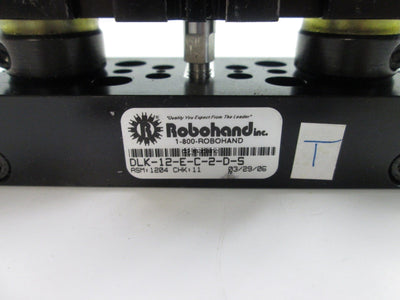 "Quality You Expect From The Leader"
R Robohand inc.
1-800-ROBOHAND
DLK-12-E-C-2-D-S
ASM:1204 CHK:11 03/29/06
T